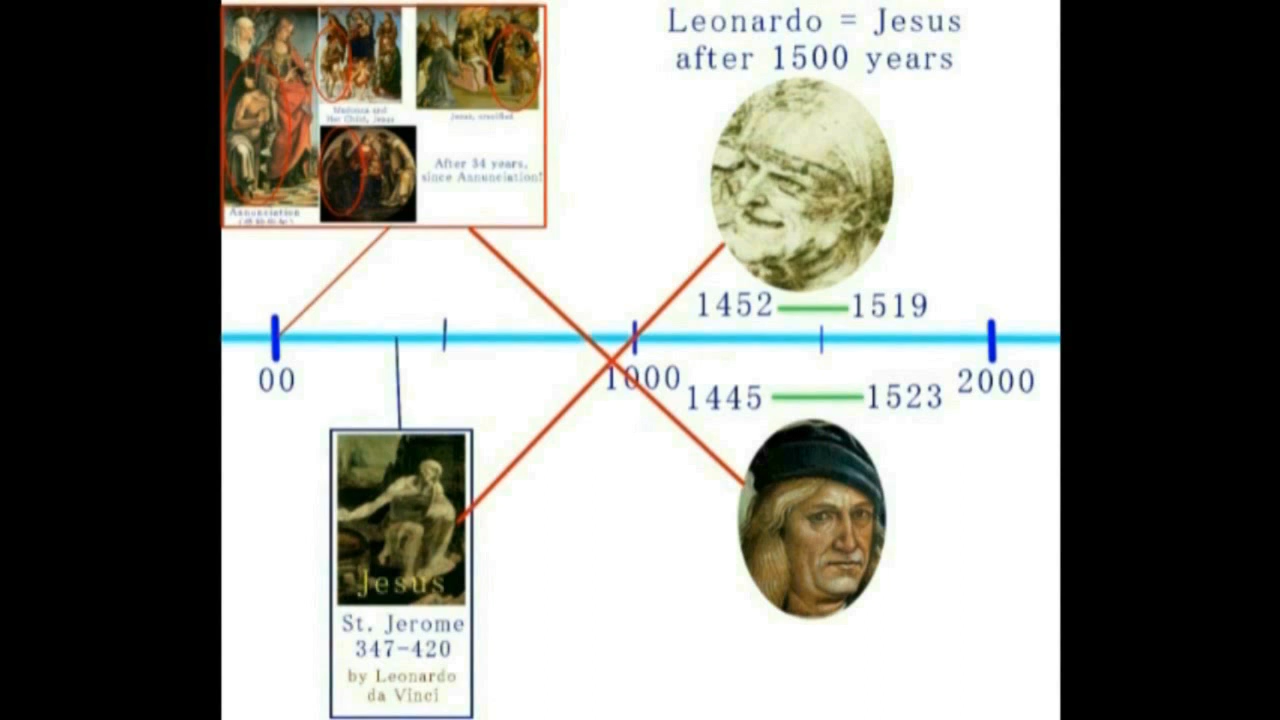 Leonardo = Jesus
after 1500 years
Madonna and
Her Child, Jesus
Jesus, crucified
After 34 years,
since Annunciation!
Annunciation
1452
1519
00
1000
2000
1445
1523
Jesus
St. Jerome
347-420
by Leonardo
da Vinci